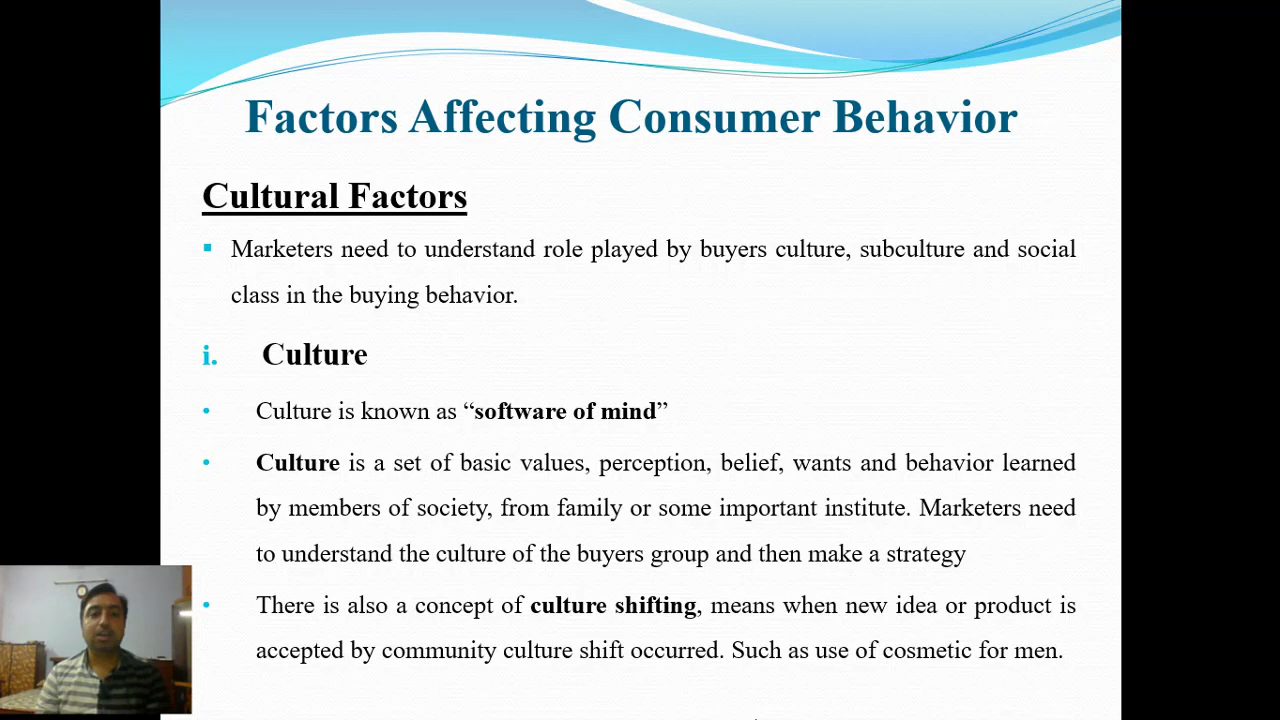 Factors Affecting Consumer Behavior
Cultural Factors
▪ Marketers need to understand role played by buyers culture, subculture and social
class in the buying behavior.
i. Culture
• Culture is known as “software of mind”
• Culture is a set of basic values, perception, belief, wants and behavior learned
by members of society, from family or some important institute. Marketers need
to understand the culture of the buyers group and then make a strategy
• There is also a concept of culture shifting, means when new idea or product is
accepted by community culture shift occurred. Such as use of cosmetic for men.